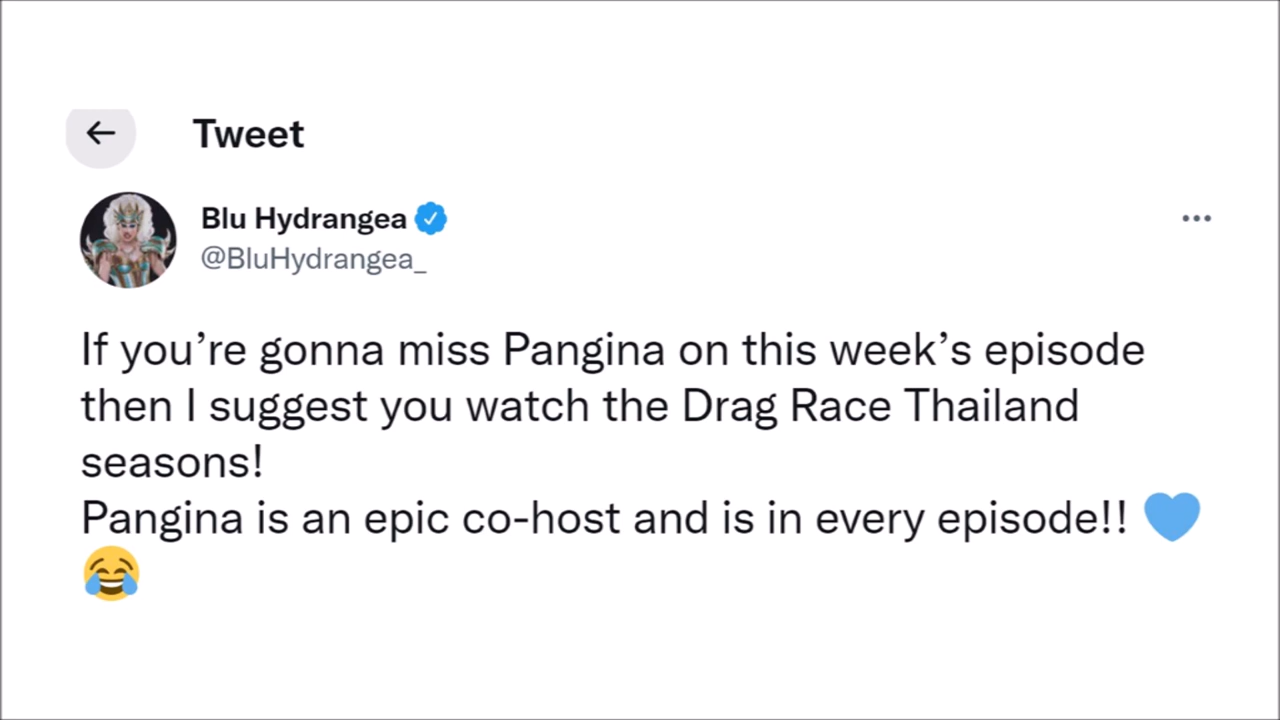 Tweet
Blu Hydrangea
@BluHydrangea_
If you’re gonna miss Pangina on this week’s episode
then I suggest you watch the Drag Race Thailand
seasons!
Pangina is an epic co-host and is in every episode!! 💙
😂